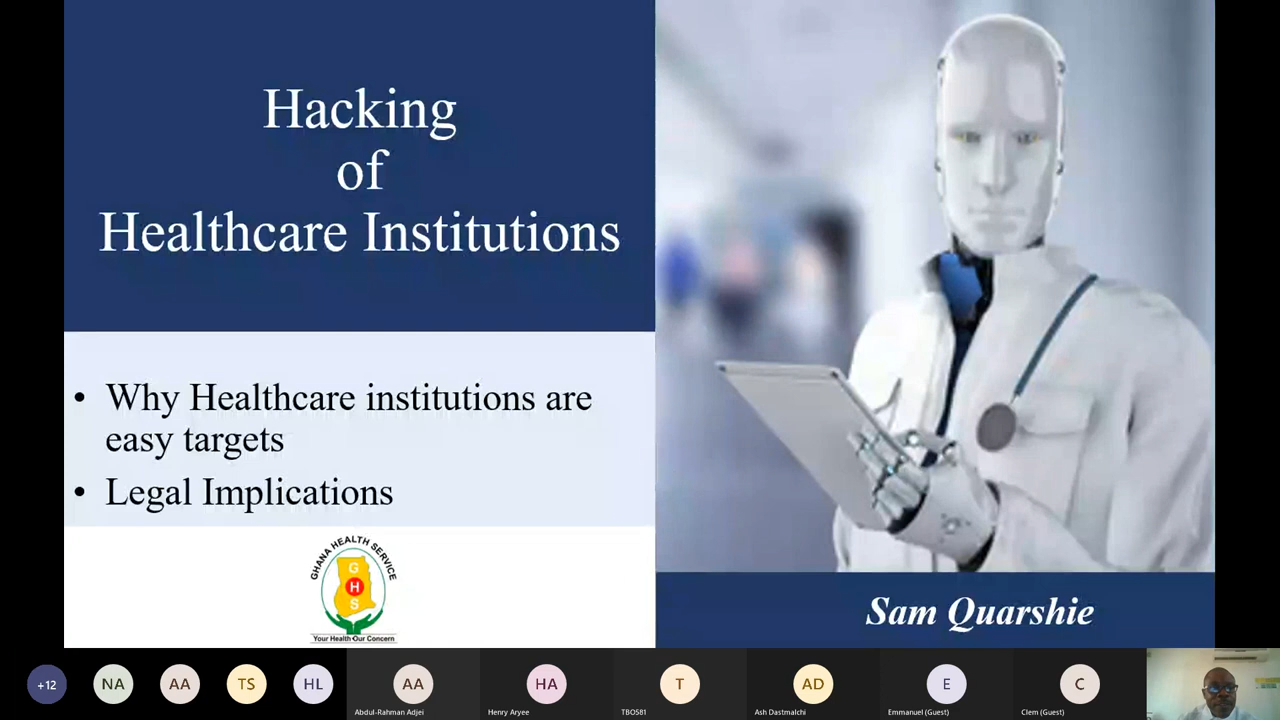 Hacking
of
Healthcare Institutions
• Why Healthcare institutions are
easy targets
• Legal Implications
GHANA HEALTH SERVICE
G
H
S
Your Health Our Concern
Sam Quarshie
+12
NA
AA
TS
HL
AA
Abdul-Rahman Adjei
HA
Henry Aryee
T
TBO581
AD
Ash Dastmalchi
E
Emmanuel (Guest)
C
Clem (Guest)